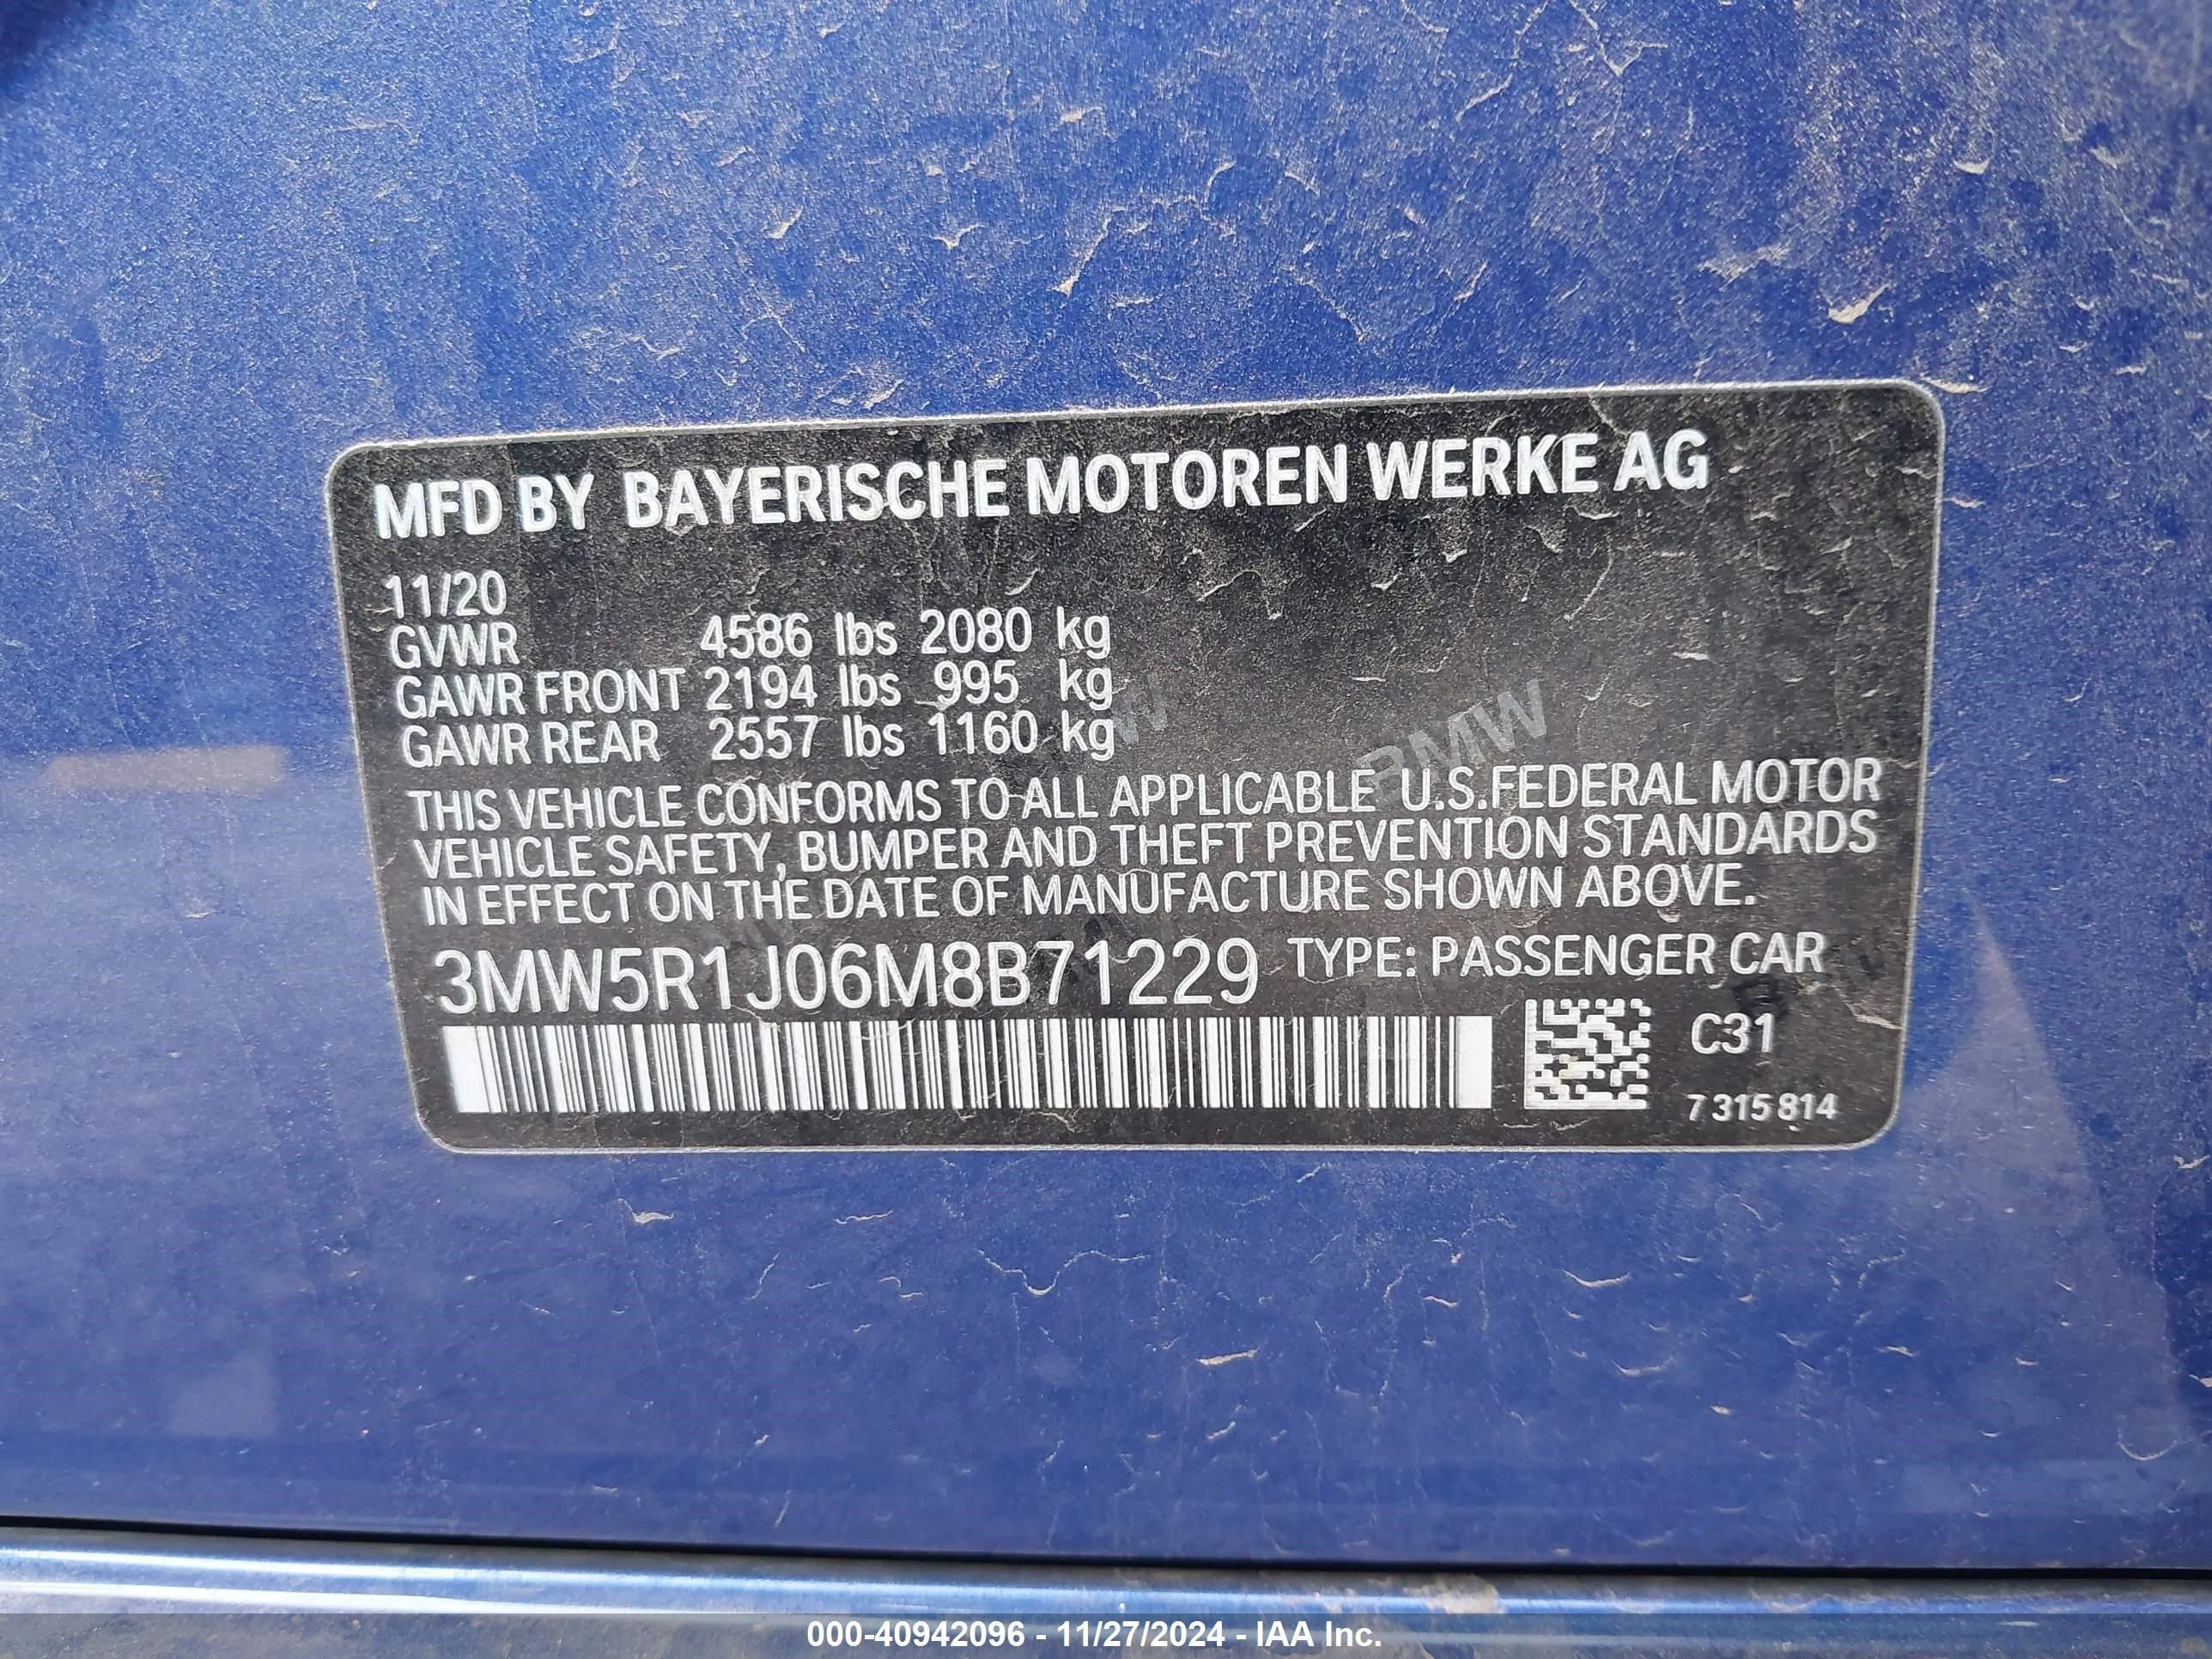 MFD BY BAYERISCHE MOTOREN WERKE AG
11/20
GVWR 4586 lbs 2080 kg
GAWR FRONT 2194 lbs 995 kg
GAWR REAR 2557 lbs 1160 kg
THIS VEHICLE CONFORMS TO ALL APPLICABLE U.S.FEDERAL MOTOR
VEHICLE SAFETY, BUMPER AND THEFT PREVENTION STANDARDS
IN EFFECT ON THE DATE OF MANUFACTURE SHOWN ABOVE.
3MW5R1J06M8B71229 TYPE: PASSENGER CAR
C31
7 315 814
BMW
000-40942096 - 11/27/2024 - IAA Inc.